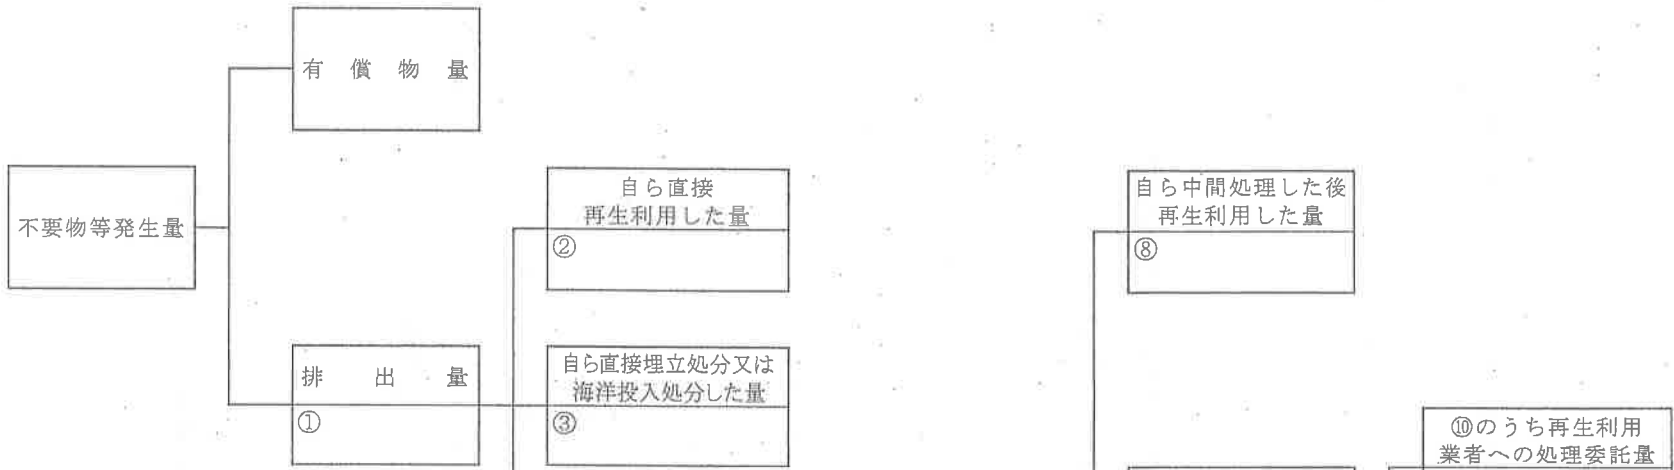 有償物量
不要物等発生量
排出量
①
自ら直接
再生利用した量
②
自ら直接埋立処分又は
海洋投入処分した量
③
自ら中間処理した後
再生利用した量
⑧
⑩のうち再生利用
業者への処理委託量